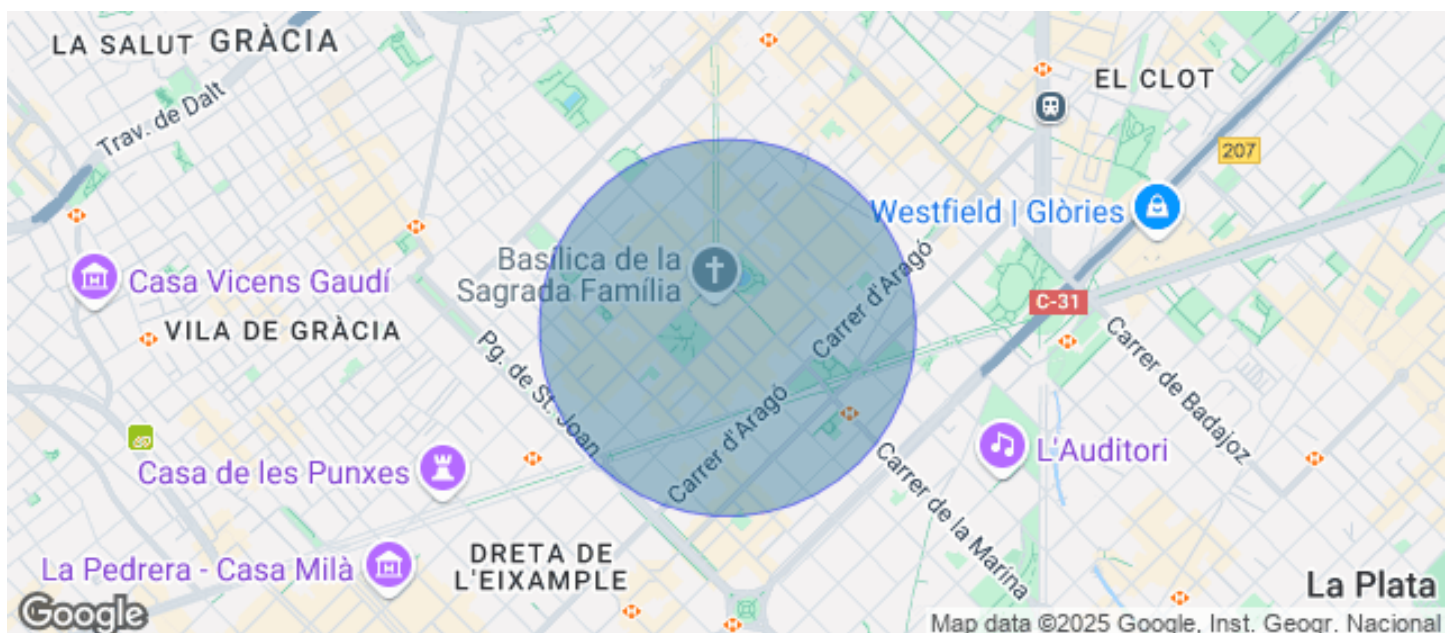 LA SALUT
GRÀCIA
EL CLOT
Trav. de Dalt
207
Westfield | Glòries
Basílica de la
Sagrada Família
Casa Vicens Gaudí
Carrer d'Aragó
C-31
VILA DE GRÀCIA
Pg. de St. Joan
Carrer d'Aragó
Carrer de Badajoz
Casa de les Punxes
L'Auditori
Carrer de la Marina
DRETA DE
L'EIXAMPLE
La Pedrera - Casa Milà
La Plata
Google
Map data ©2025 Google, Inst. Geogr. Nacional